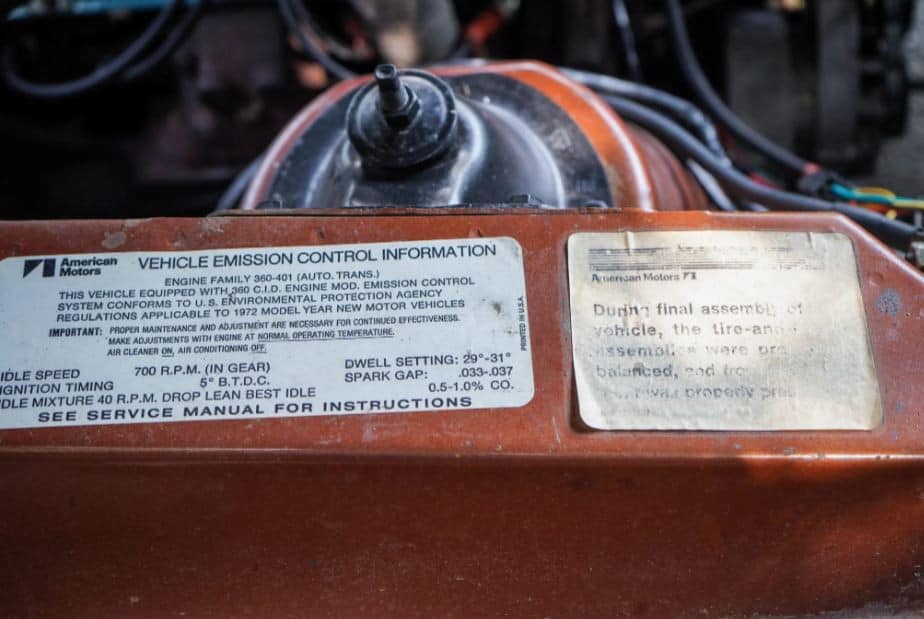 American
Motors
VEHICLE EMISSION CONTROL INFORMATION
ENGINE FAMILY 360-401 (AUTO. TRANS.)
THIS VEHICLE EQUIPPED WITH 360 C.I.D. ENGINE MOD. EMISSION CONTROL
SYSTEM CONFORMS TO U.S. ENVIRONMENTAL PROTECTION AGENCY
REGULATIONS APPLICABLE TO 1972 MODEL YEAR NEW MOTOR VEHICLES
IMPORTANT: PROPER MAINTENANCE AND ADJUSTMENT ARE NECESSARY FOR CONTINUED EFFECTIVENESS.
MAKE ADJUSTMENTS WITH ENGINE AT NORMAL OPERATING TEMPERATURE.
AIR CLEANER ON, AIR CONDITIONING OFF.
IDLE SPEED 700 R.P.M. (IN GEAR) DWELL SETTING: 29°-31°
IGNITION TIMING 5° B.T.D.C. SPARK GAP: .033-.037
IDLE MIXTURE 40 R.P.M. DROP LEAN BEST IDLE 0.5-1.0% CO.
SEE SERVICE MANUAL FOR INSTRUCTIONS
PRINTED IN U.S.A.
American Motors
During final assembly of
vehicle, the tire-and-
assemblies were
balanced, and
was properly